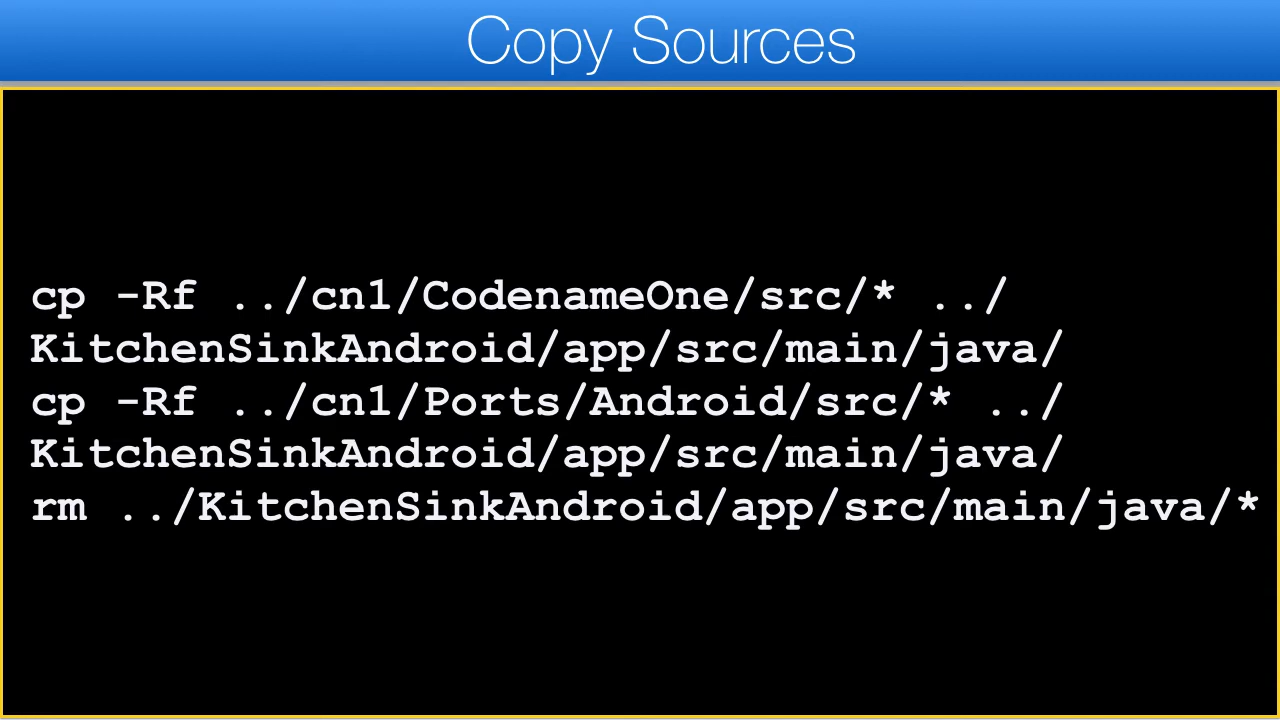 Copy Sources
cp -Rf ../cn1/CodenameOne/src/* ../
KitchenSinkAndroid/app/src/main/java/
cp -Rf ../cn1/Ports/Android/src/* ../
KitchenSinkAndroid/app/src/main/java/
rm ../KitchenSinkAndroid/app/src/main/java/*